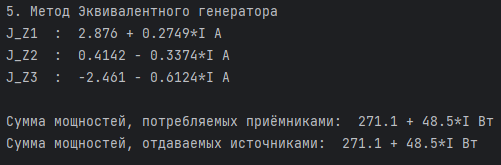 5. Метод Эквивалентного генератора
J_Z1  :  2.876 + 0.2749*I А
J_Z2  :  0.4142 - 0.3374*I А
J_Z3  :  -2.461 - 0.6124*I А
Сумма мощностей, потребляемых приёмниками:  271.1 + 48.5*I Вт
Сумма мощностей, отдаваемых источниками:  271.1 + 48.5*I Вт